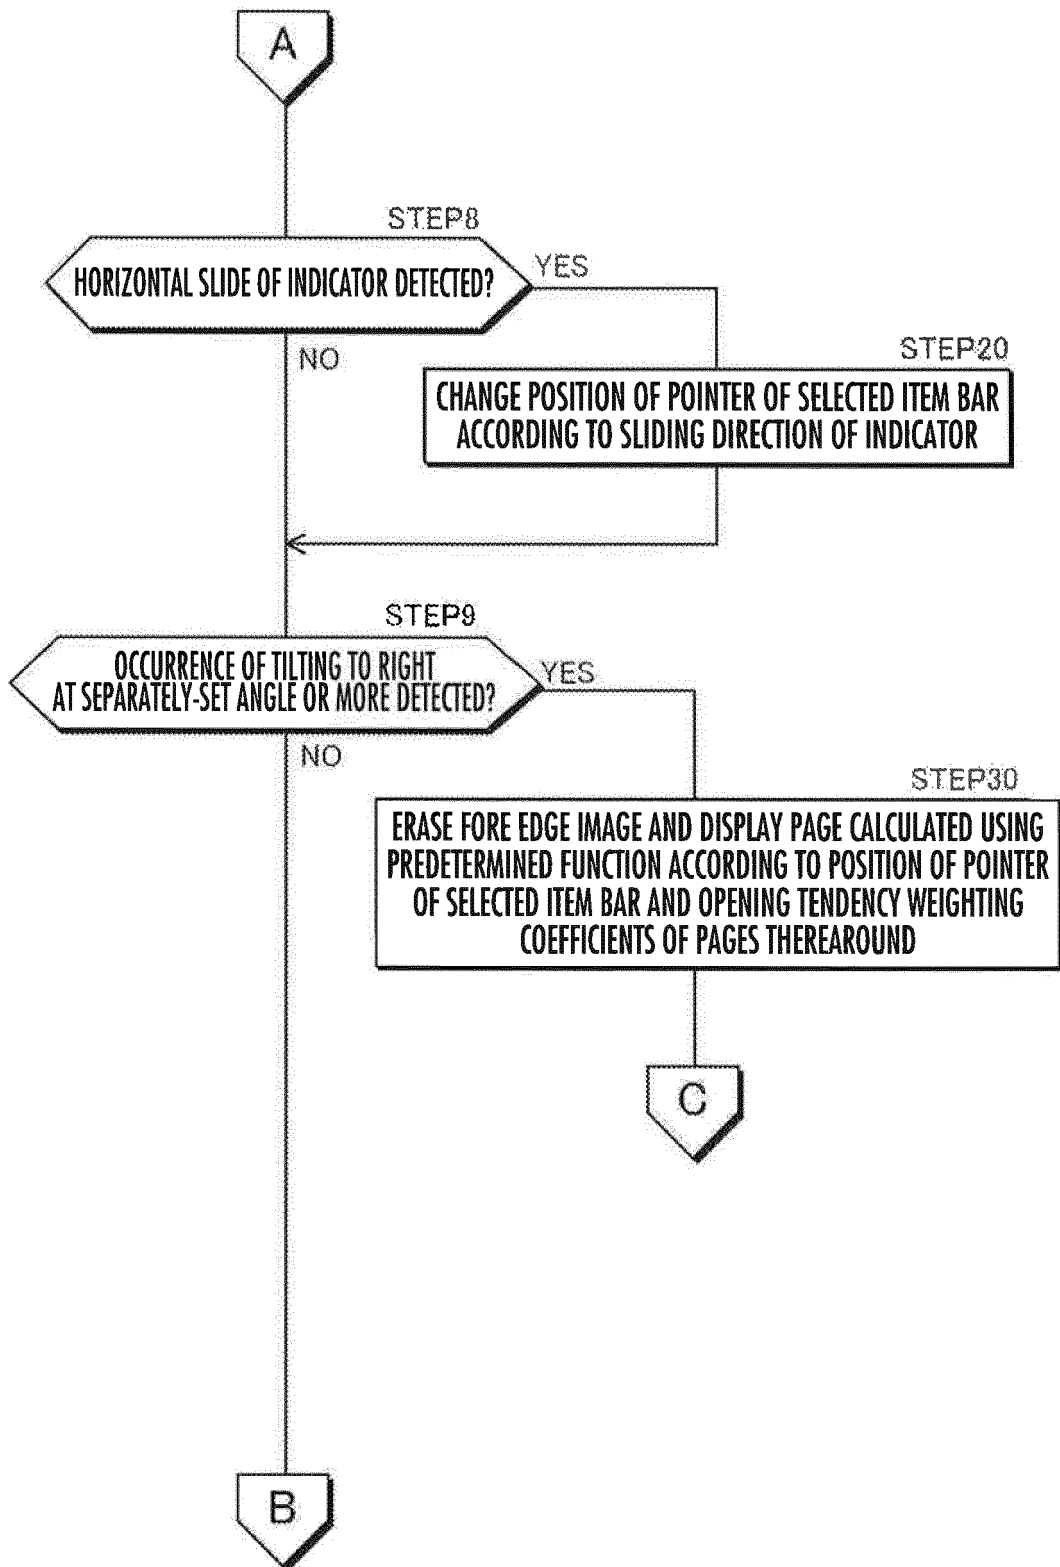 A
STEP8
HORIZONTAL SLIDE OF INDICATOR DETECTED?
YES
NO
STEP20
CHANGE POSITION OF POINTER OF SELECTED ITEM BAR
ACCORDING TO SLIDING DIRECTION OF INDICATOR
STEP9
OCCURRENCE OF TILTING TO RIGHT
AT SEPARATELY-SET ANGLE OR MORE DETECTED?
YES
NO
STEP30
ERASE FORE EDGE IMAGE AND DISPLAY PAGE CALCULATED USING
PREDETERMINED FUNCTION ACCORDING TO POSITION OF POINTER
OF SELECTED ITEM BAR AND OPENING TENDENCY WEIGHTING
COEFFICIENTS OF PAGES THEREAROUND
C
B